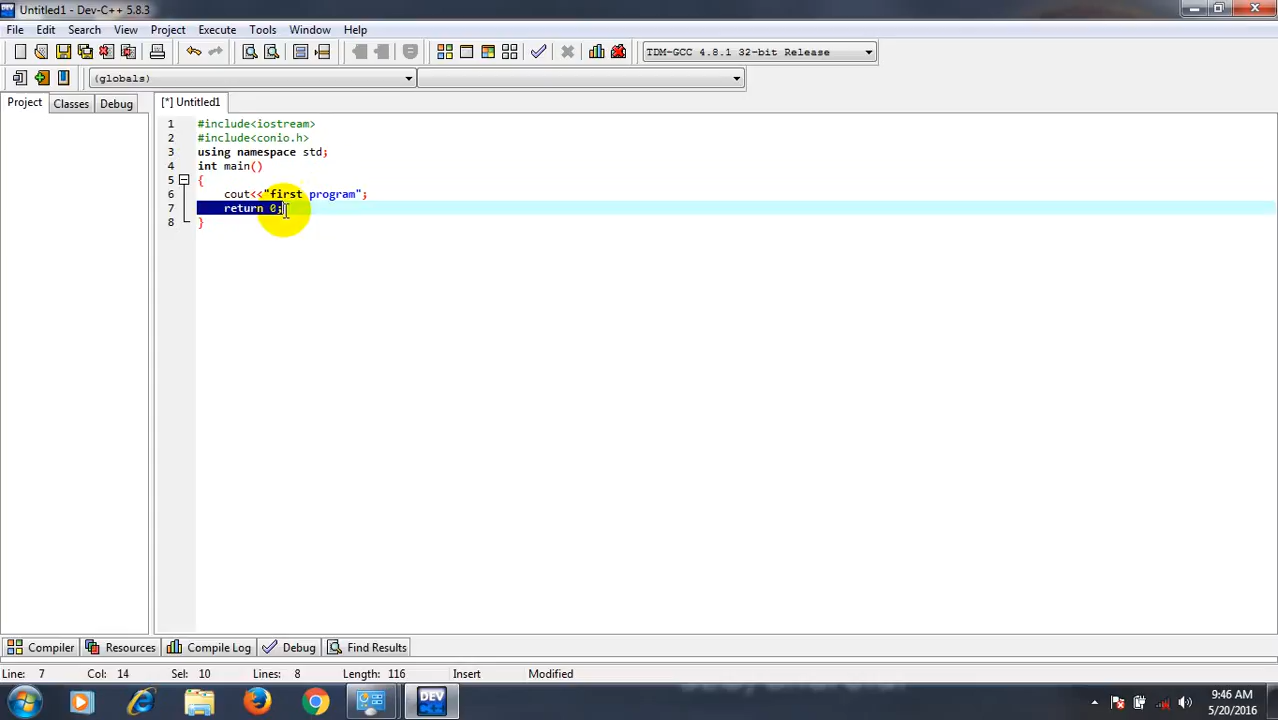 Untitled1 - Dev-C++ 5.8.3
File Edit Search View Project Execute Tools Window Help
TDM-GCC 4.8.1 32-bit Release
(globals)
Project Classes Debug [*] Untitled1
1 #include<iostream>
2 #include<conio.h>
3 using namespace std;
4 int main()
5 {
6 cout<<"first program";
7 return 0;
8 }
Compiler Resources Compile Log Debug Find Results
Line: 7 Col: 14 Sel: 10 Lines: 8 Length: 116 Insert Modified
DEV
9:46 AM
5/20/2016